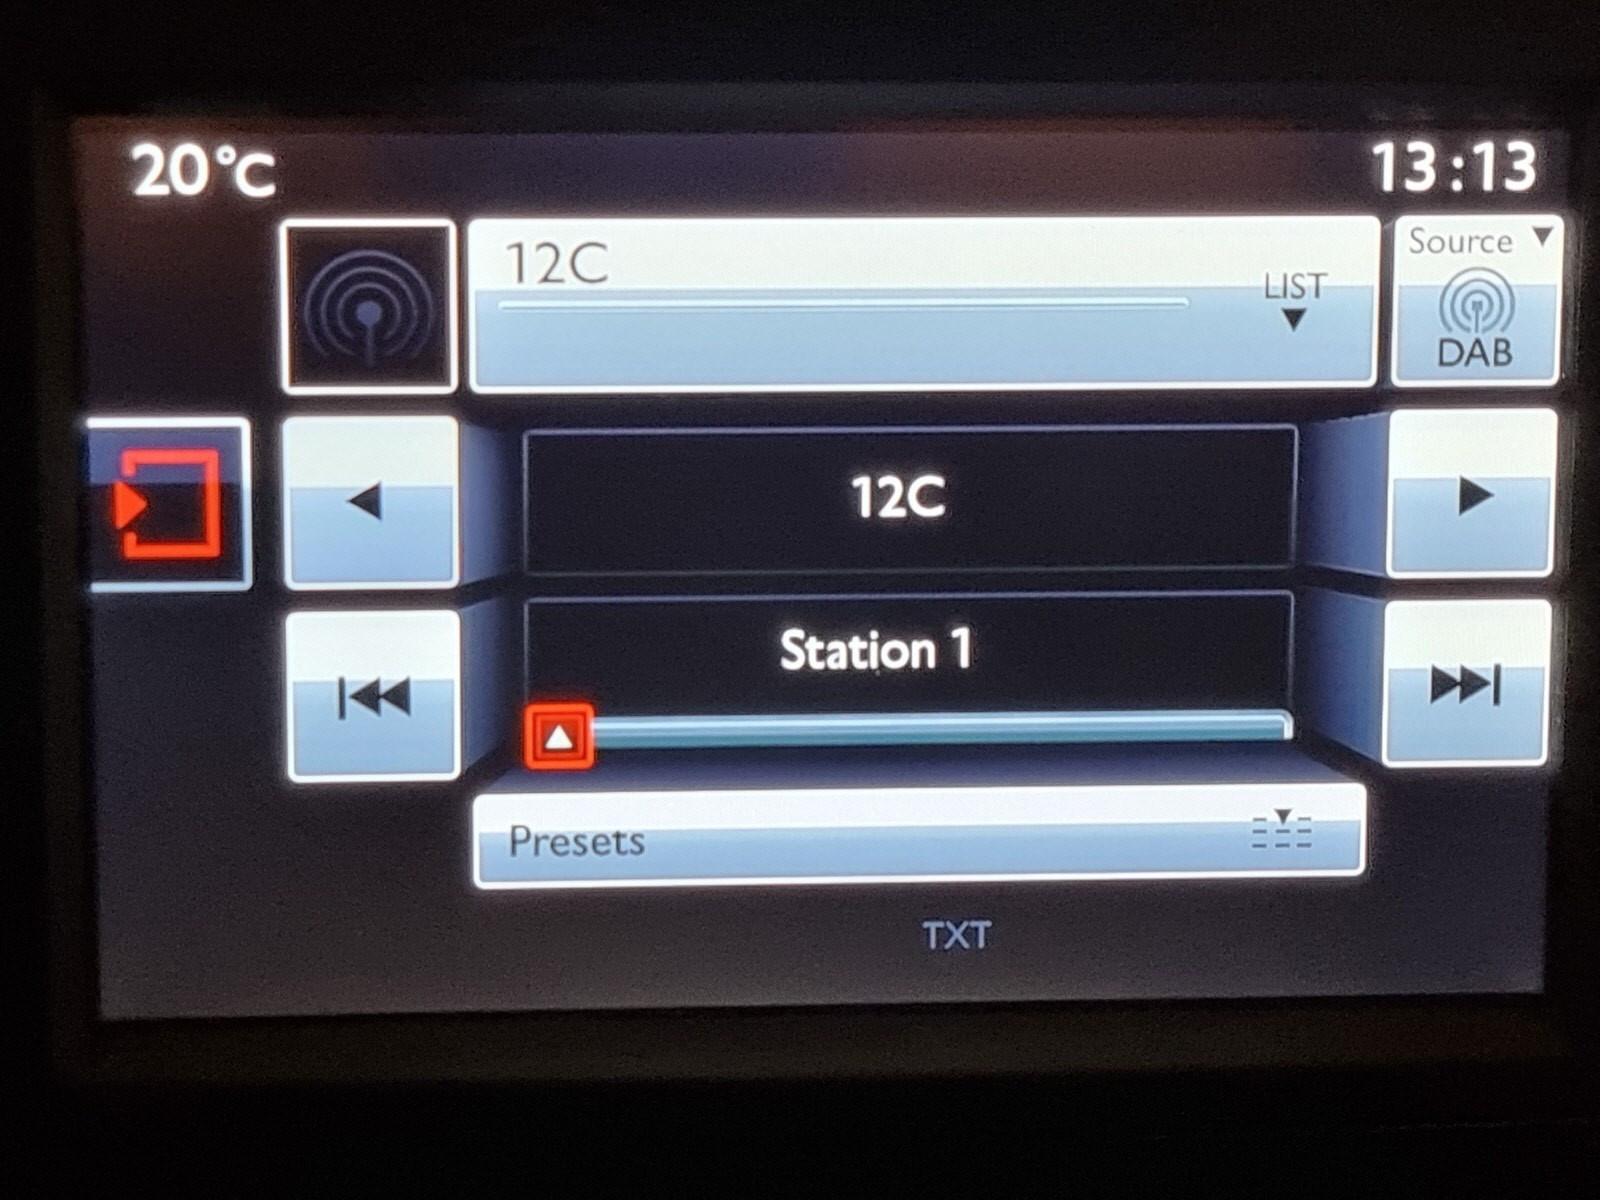 20°C
13:13
12C
LIST
Source
DAB
12C
Station 1
Presets
TXT